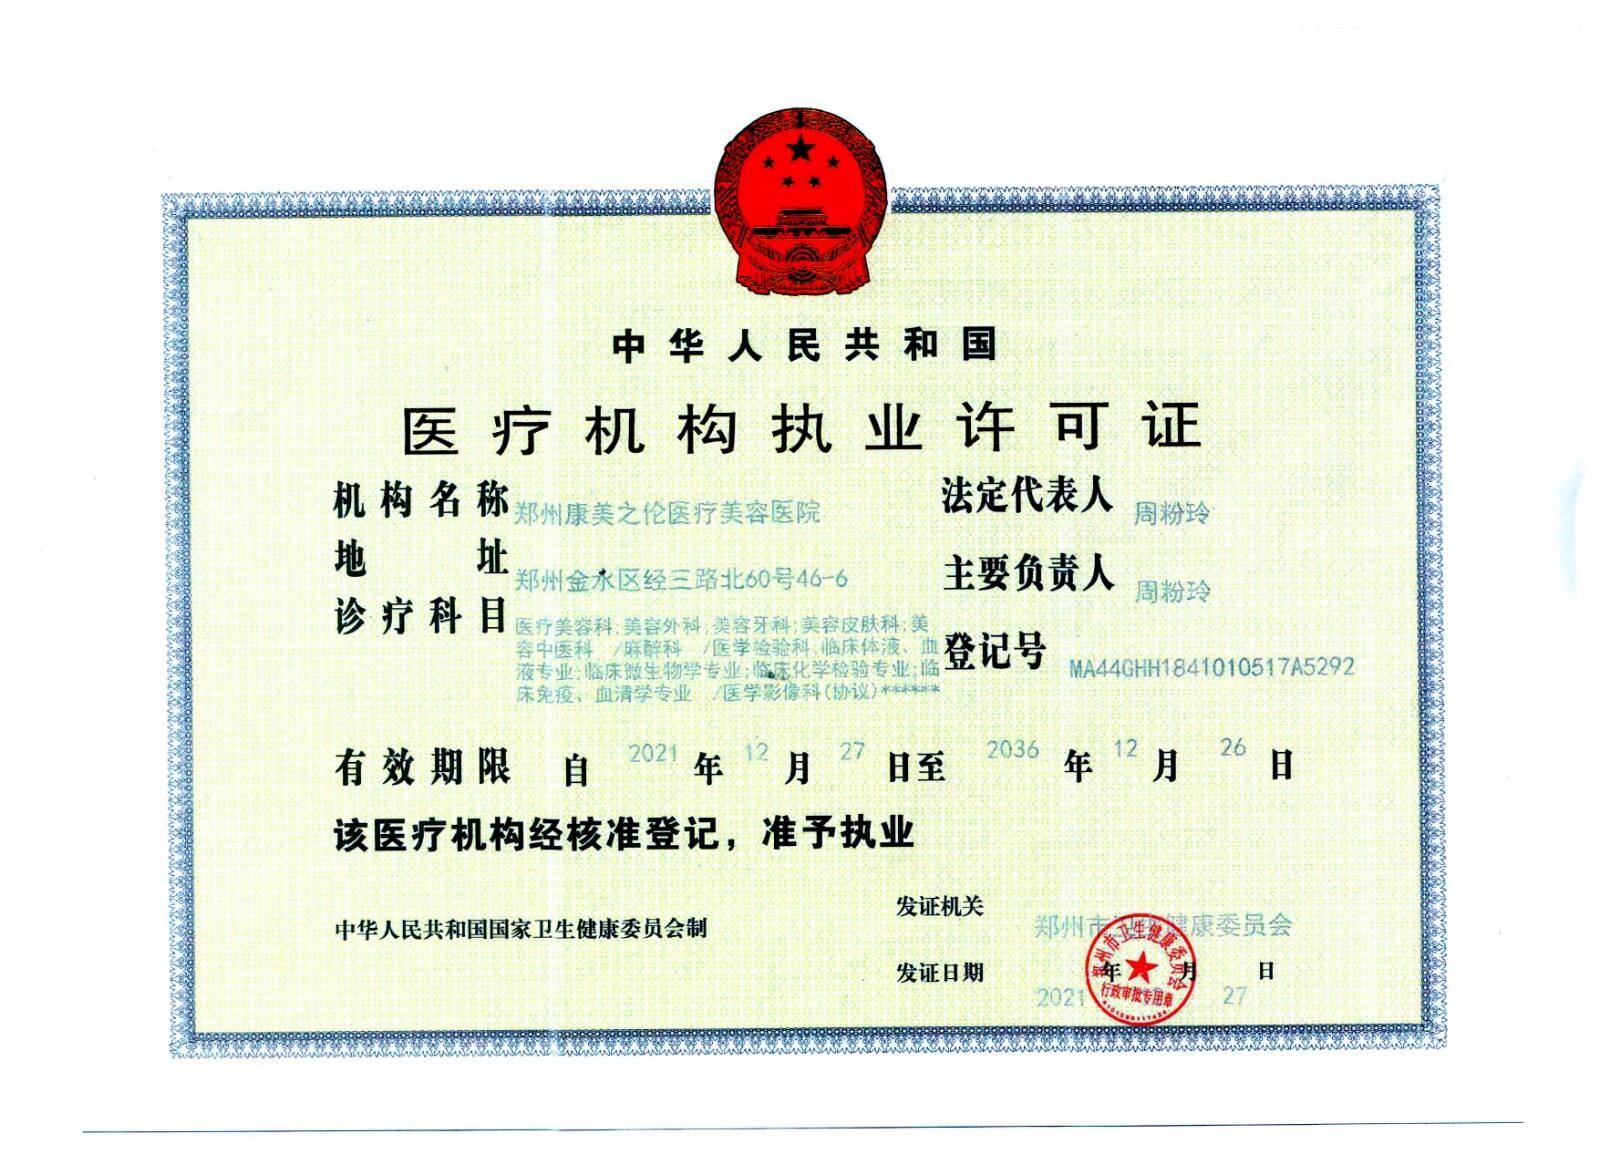 中华人民共和国
医疗机构执业许可证
机构名称 郑州康美之伦医疗美容医院
法定代表人 周粉玲
地址 郑州金水区经三路北60号46-6
主要负责人 周粉玲
诊疗科目 医疗美容科;美容外科;美容牙科;美容皮肤科;美
容中医科 /麻醉科 /医学检验科;临床体液、血
液专业;临床微生物学专业;临床化学检验专业;临
床免疫、血清学专业 /医学影像科(协议)******
登记号 MA44GHH1841010517A5292
有效期限 自 2021 年 12 月 27 日至 2036 年 12 月 26 日
该医疗机构经核准登记，准予执业
中华人民共和国国家卫生健康委员会制
发证机关 郑州市卫生健康委员会
发证日期 2021 年 月 27 日
郑州市卫生健康委员会
行政审批专用章